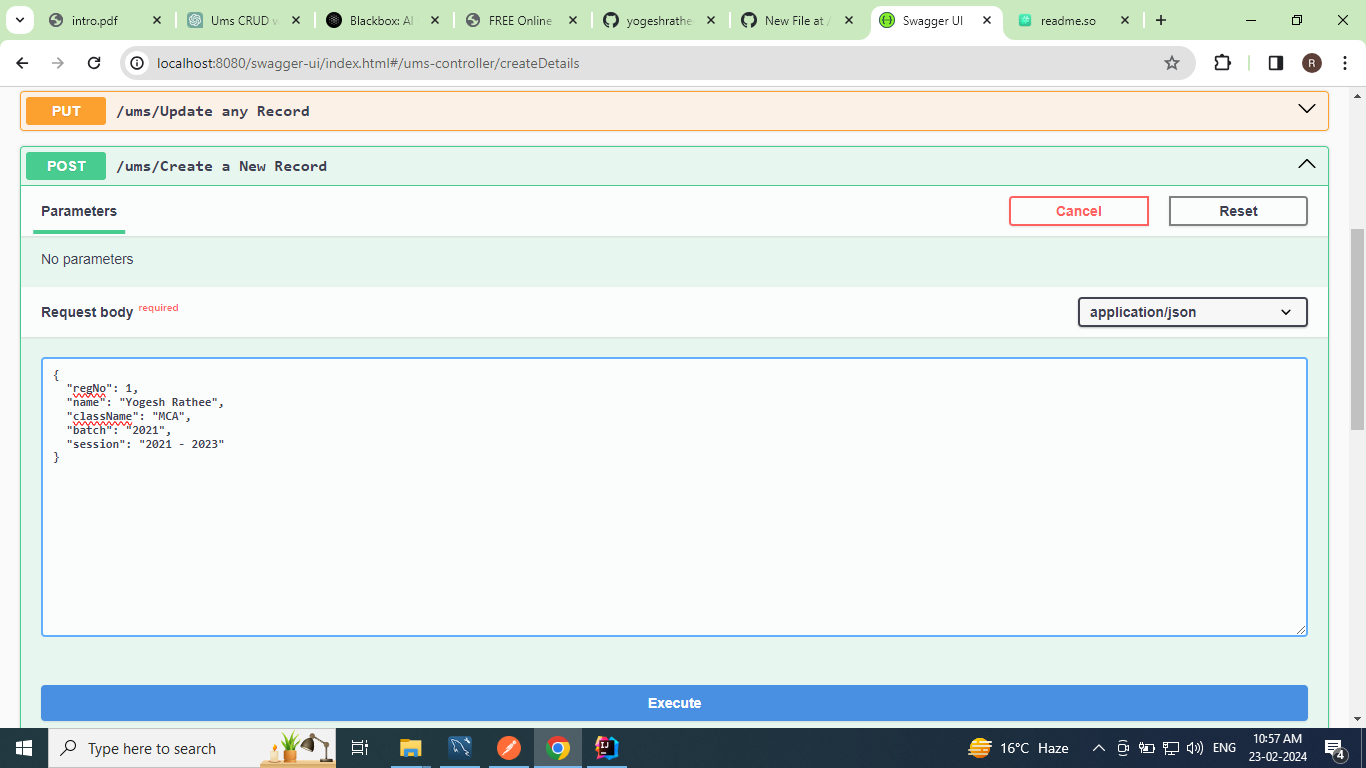 intro.pdf
Ums CRUD w
Blackbox: AI
FREE Online
yogeshrathe
New File at /
Swagger UI
readme.so
localhost:8080/swagger-ui/index.html#/ums-controller/createDetails
R
PUT /ums/Update any Record
POST /ums/Create a New Record
Parameters
Cancel
Reset
No parameters
Request body required
application/json
{
"regNo": 1,
"name": "Yogesh Rathee",
"className": "MCA",
"batch": "2021",
"session": "2021 - 2023"
}
Execute
Type here to search
16°C Haze
ENG
10:57 AM
23-02-2024
4